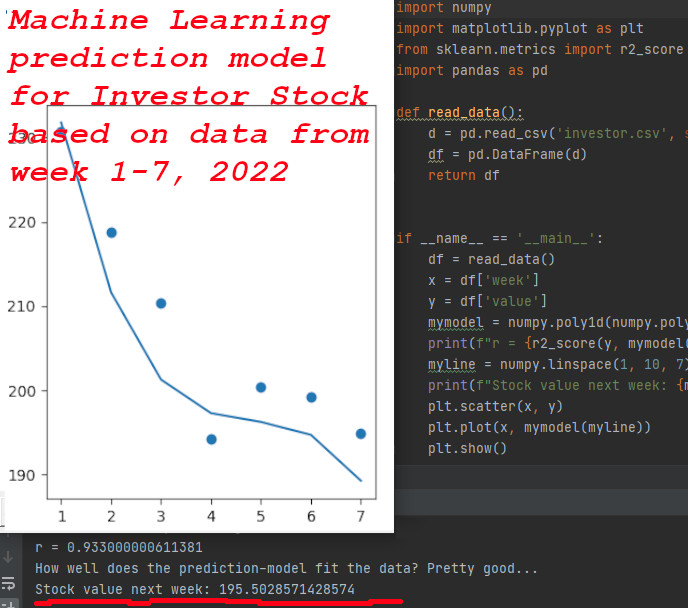 Machine Learning
prediction model
for Investor Stock
based on data from
week 1-7, 2022
230
220
210
200
190
1 2 3 4 5 6 7
import numpy
import matplotlib.pyplot as plt
from sklearn.metrics import r2_score
import pandas as pd
def read_data():
d = pd.read_csv('investor.csv', s
df = pd.DataFrame(d)
return df
if __name__ == '__main__':
df = read_data()
x = df['week']
y = df['value']
mymodel = numpy.poly1d(numpy.poly
print(f"r = {r2_score(y, mymodel(
myline = numpy.linspace(1, 10, 7)
print(f"Stock value next week: {m
plt.scatter(x, y)
plt.plot(x, mymodel(myline))
plt.show()
r = 0.933000000611381
How well does the prediction-model fit the data? Pretty good...
Stock value next week: 195.5028571428574